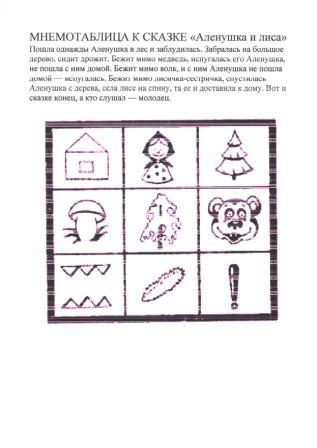 МНЕМОТАБЛИЦА К СКАЗКЕ «Аленушка и лиса»
Пошла однажды Аленушка в лес и заблудилась. Забралась на большое
дерево, сидит дрожит. Бежит мимо медведь, испугалась его Аленушка,
не пошла с ним домой. Бежит мимо волк, и с ним Аленушка не пошла
домой — испугалась. Бежит мимо лисичка-сестричка, спустилась
Аленушка с дерева, села лисе на спину, та ее и доставила к дому. Вот и
сказке конец, а кто слушал — молодец.